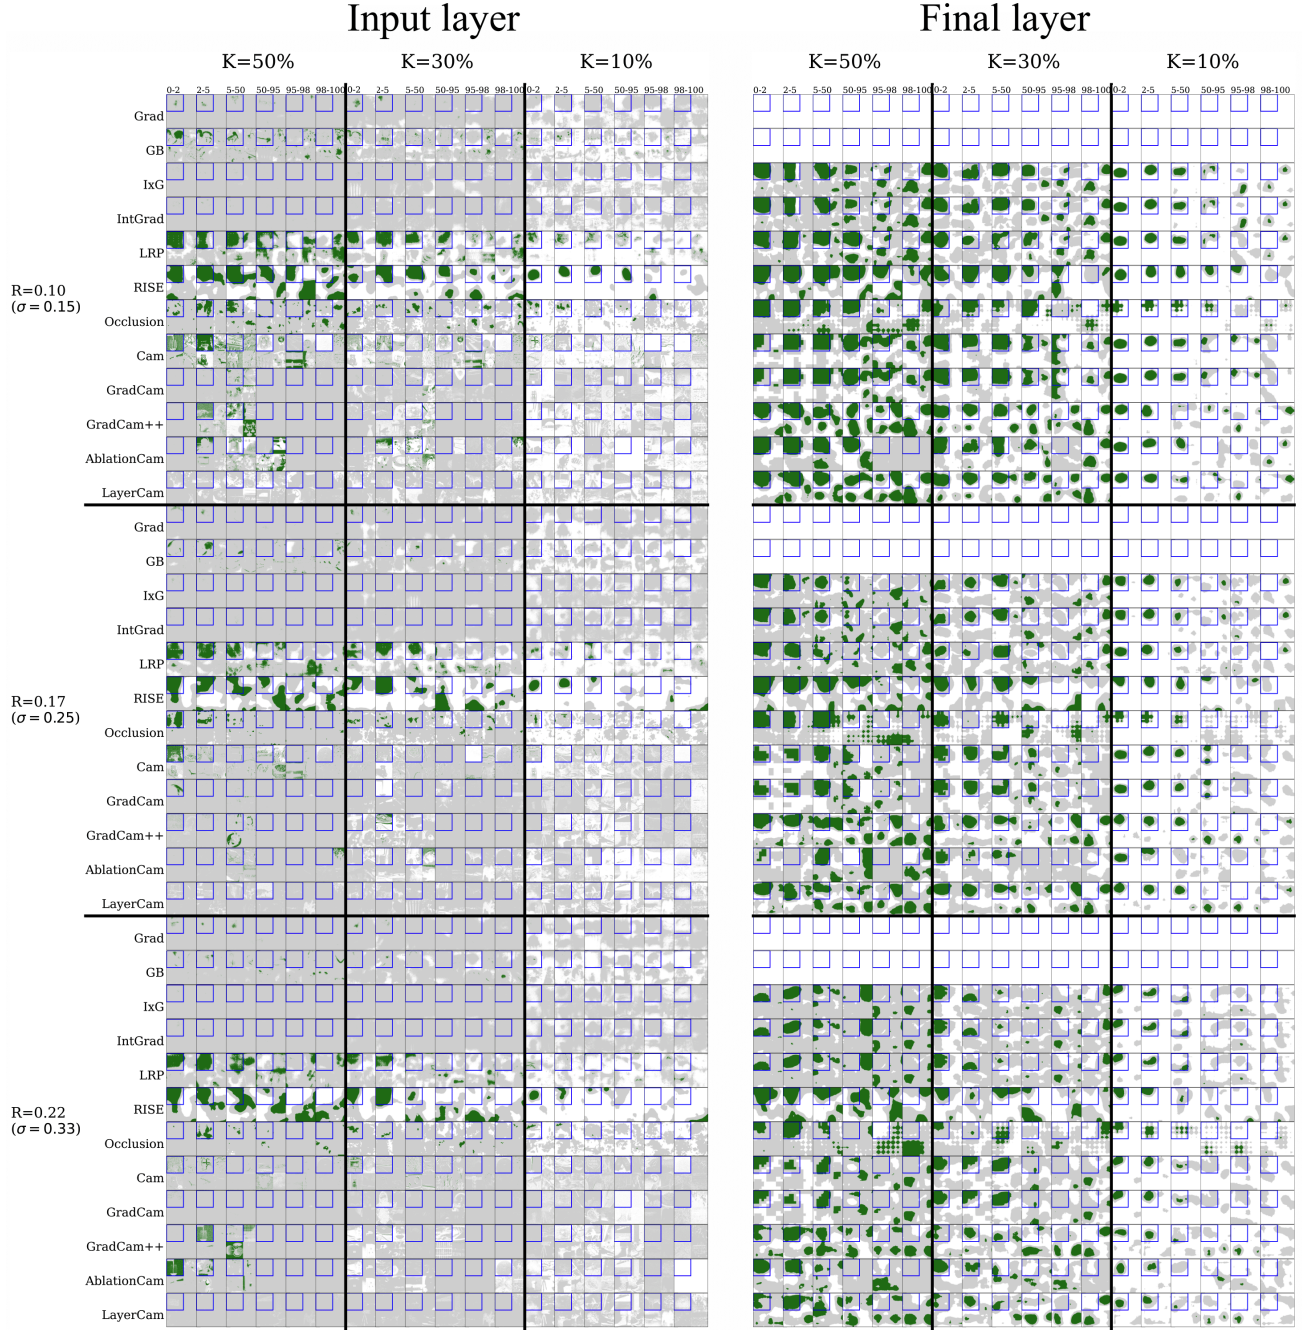 Input layer Final layer
K=50% K=30% K=10% K=50% K=30% K=10%
0-2 2-5 5-50 50-95 95-98 98-100 0-2 2-5 5-50 50-95 95-98 98-100 0-2 2-5 5-50 50-95 95-98 98-100 0-2 2-5 5-50 50-95 95-98 98-100 0-2 2-5 5-50 50-95 95-98 98-100 0-2 2-5 5-50 50-95 95-98 98-100
Grad
GB
IxG
IntGrad
LRP
RISE
R=0.10
(σ = 0.15)
Occlusion
Cam
GradCam
GradCam++
AblationCam
LayerCam
Grad
GB
IxG
IntGrad
LRP
RISE
R=0.17
(σ = 0.25)
Occlusion
Cam
GradCam
GradCam++
AblationCam
LayerCam
Grad
GB
IxG
IntGrad
LRP
RISE
R=0.22
(σ = 0.33)
Occlusion
Cam
GradCam
GradCam++
AblationCam
LayerCam